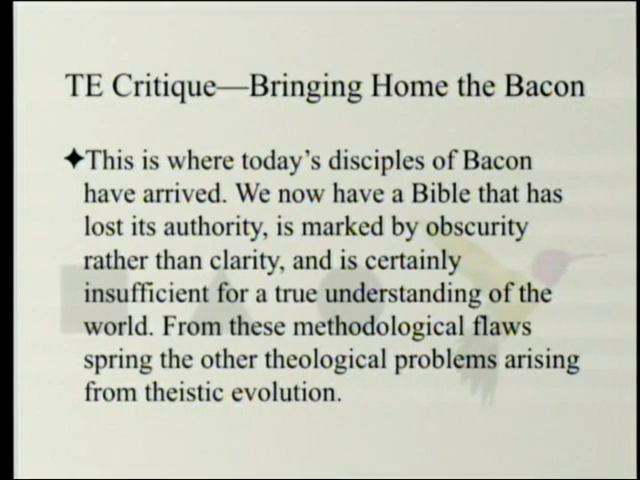 TE Critique—Bringing Home the Bacon
✦This is where today's disciples of Bacon
have arrived. We now have a Bible that has
lost its authority, is marked by obscurity
rather than clarity, and is certainly
insufficient for a true understanding of the
world. From these methodological flaws
spring the other theological problems arising
from theistic evolution.